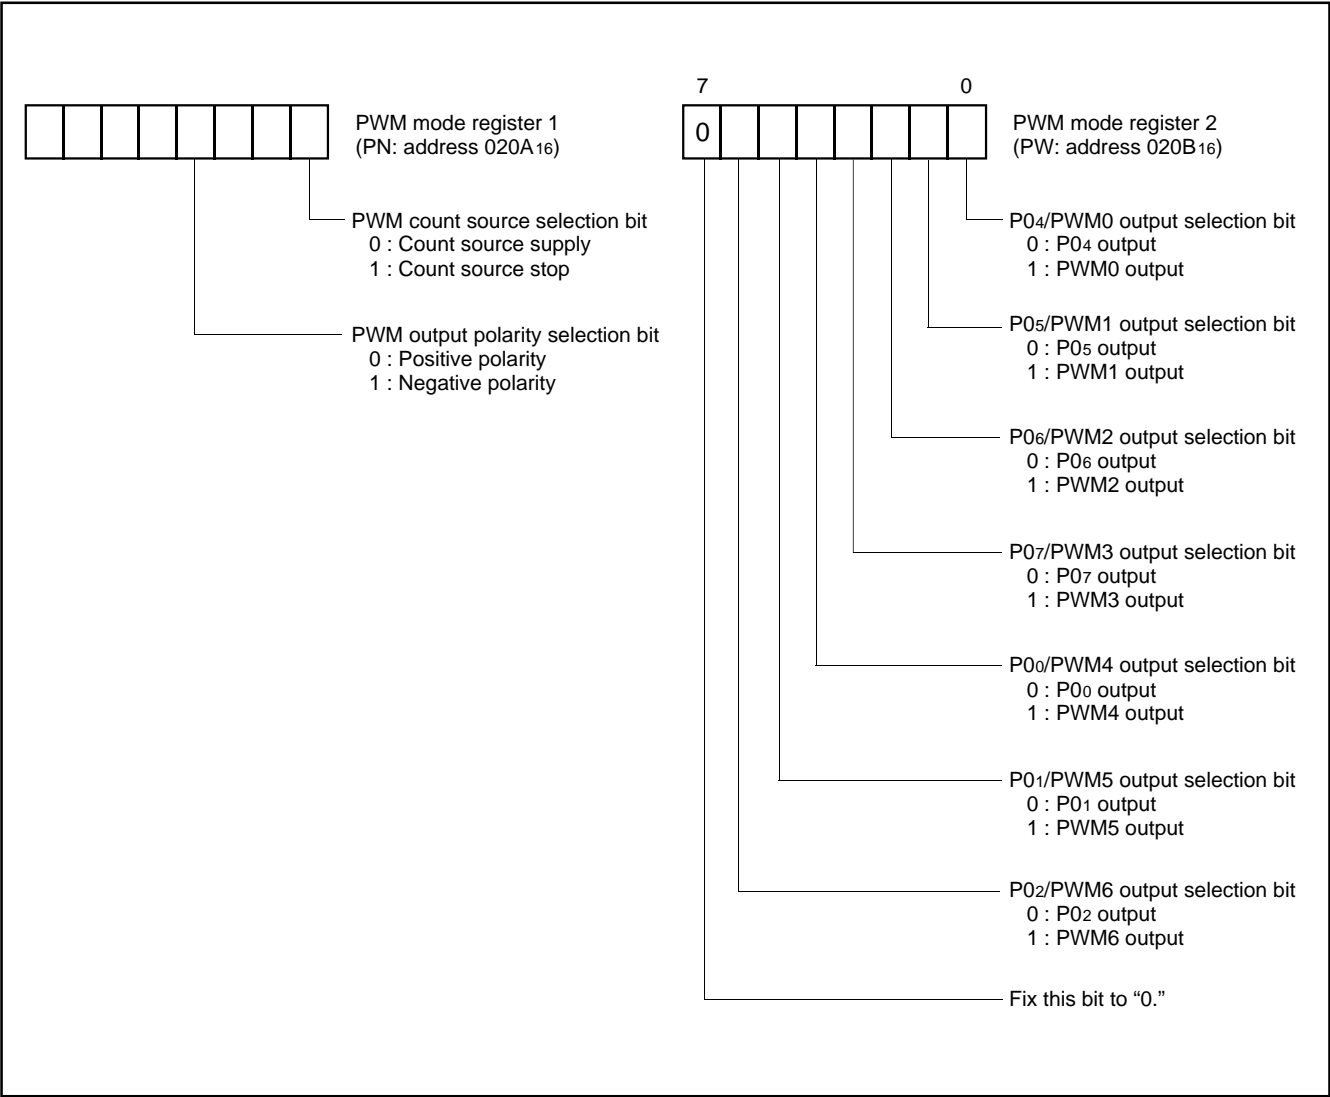 PWM mode register 1
(PN: address 020A16)
PWM count source selection bit
0 : Count source supply
1 : Count source stop
PWM output polarity selection bit
0 : Positive polarity
1 : Negative polarity
7 0
0
PWM mode register 2
(PW: address 020B16)
P04/PWM0 output selection bit
0 : P04 output
1 : PWM0 output
P05/PWM1 output selection bit
0 : P05 output
1 : PWM1 output
P06/PWM2 output selection bit
0 : P06 output
1 : PWM2 output
P07/PWM3 output selection bit
0 : P07 output
1 : PWM3 output
P00/PWM4 output selection bit
0 : P00 output
1 : PWM4 output
P01/PWM5 output selection bit
0 : P01 output
1 : PWM5 output
P02/PWM6 output selection bit
0 : P02 output
1 : PWM6 output
Fix this bit to “0.”